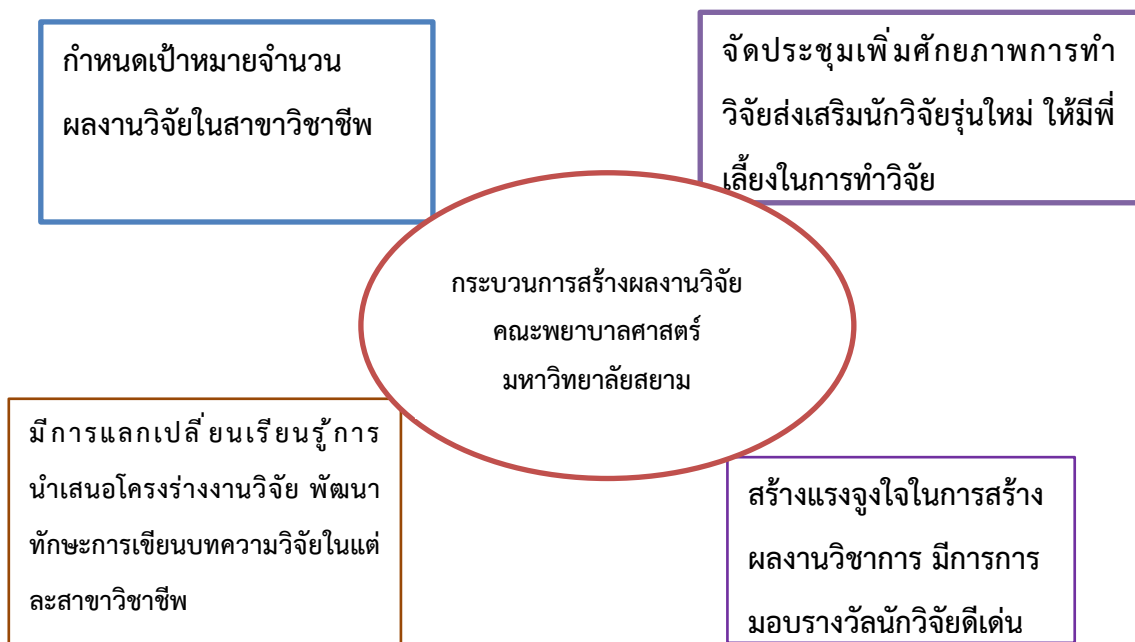 กำหนดเป้าหมายจำนวน
ผลงานวิจัยในสาขาวิชาชีพ
จัดประชุมเพิ่มศักยภาพการทำ
วิจัยส่งเสริมนักวิจัยรุ่นใหม่ ให้มีพี่
เลี้ยงในการทำวิจัย
กระบวนการสร้างผลงานวิจัย
คณะพยาบาลศาสตร์
มหาวิทยาลัยสยาม
มีการแลกเปลี่ยนเรียนรู้การ
นำเสนอโครงร่างงานวิจัย พัฒนา
ทักษะการเขียนบทความวิจัยในแต่
ละสาขาวิชาชีพ
สร้างแรงจูงใจในการสร้าง
ผลงานวิชาการ มีการการ
มอบรางวัลนักวิจัยดีเด่น